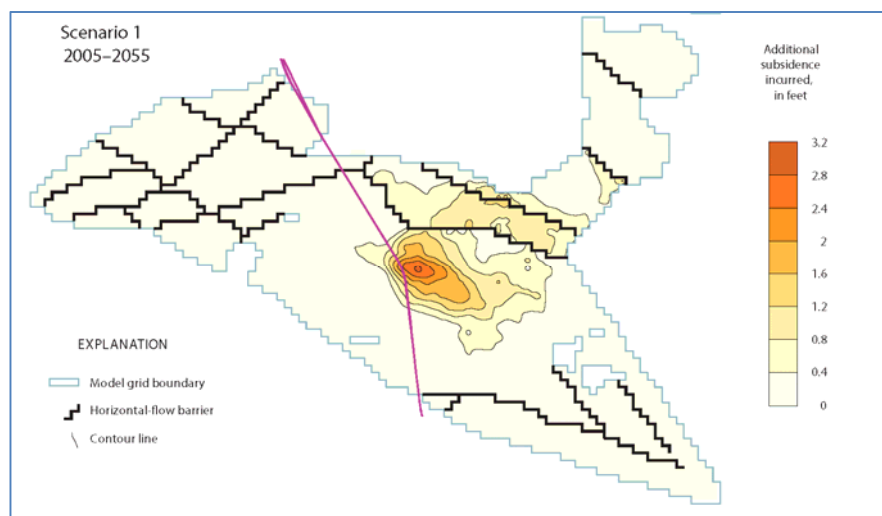 Scenario 1
2005–2055
Additional
subsidence
incurred,
in feet
3.2
2.8
2.4
2
1.6
1.2
0.8
0.4
0
EXPLANATION
Model grid boundary
Horizontal-flow barrier
Contour line